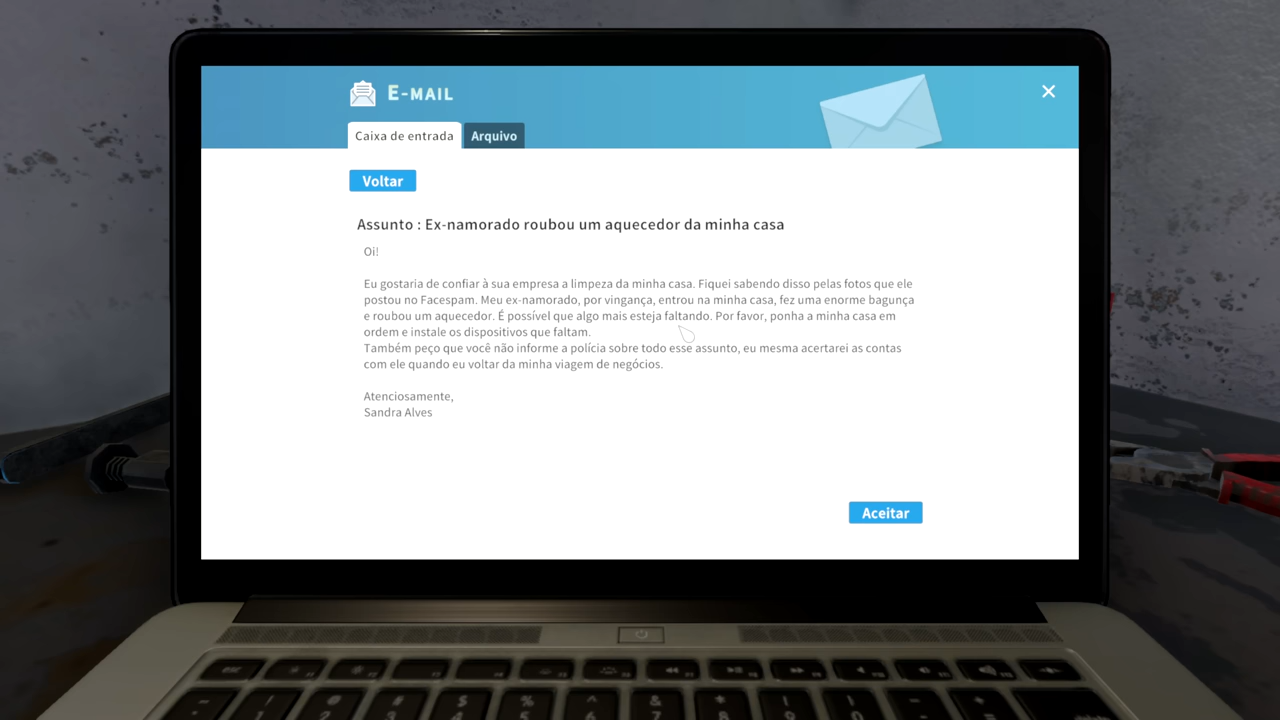 E-MAIL
Caixa de entrada
Arquivo
Voltar
Assunto : Ex-namorado roubou um aquecedor da minha casa
Oi!
Eu gostaria de confiar à sua empresa a limpeza da minha casa. Fiquei sabendo disso pelas fotos que ele
postou no Facespam. Meu ex-namorado, por vingança, entrou na minha casa, fez uma enorme bagunça
e roubou um aquecedor. É possível que algo mais esteja faltando. Por favor, ponha a minha casa em
ordem e instale os dispositivos que faltam.
Também peço que você não informe a polícia sobre todo esse assunto, eu mesma acertarei as contas
com ele quando eu voltar da minha viagem de negócios.
Atenciosamente,
Sandra Alves
Aceitar
esc